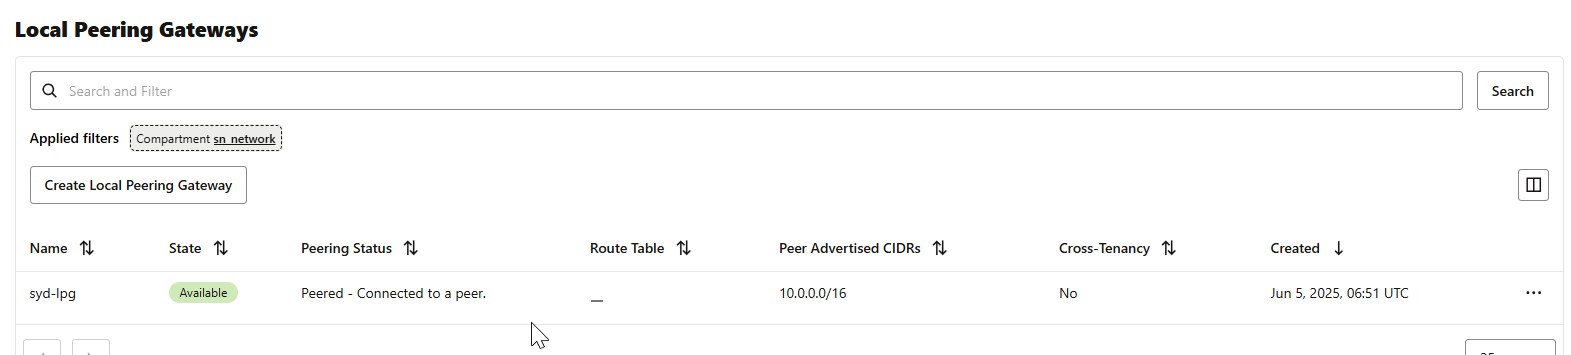 Local Peering Gateways
Search and Filter
Search
Applied filters Compartment sn_network
Create Local Peering Gateway
Name State Peering Status Route Table Peer Advertised CIDRs Cross-Tenancy Created
syd-lpg Available Peered - Connected to a peer. — 10.0.0.0/16 No Jun 5, 2025, 06:51 UTC ...